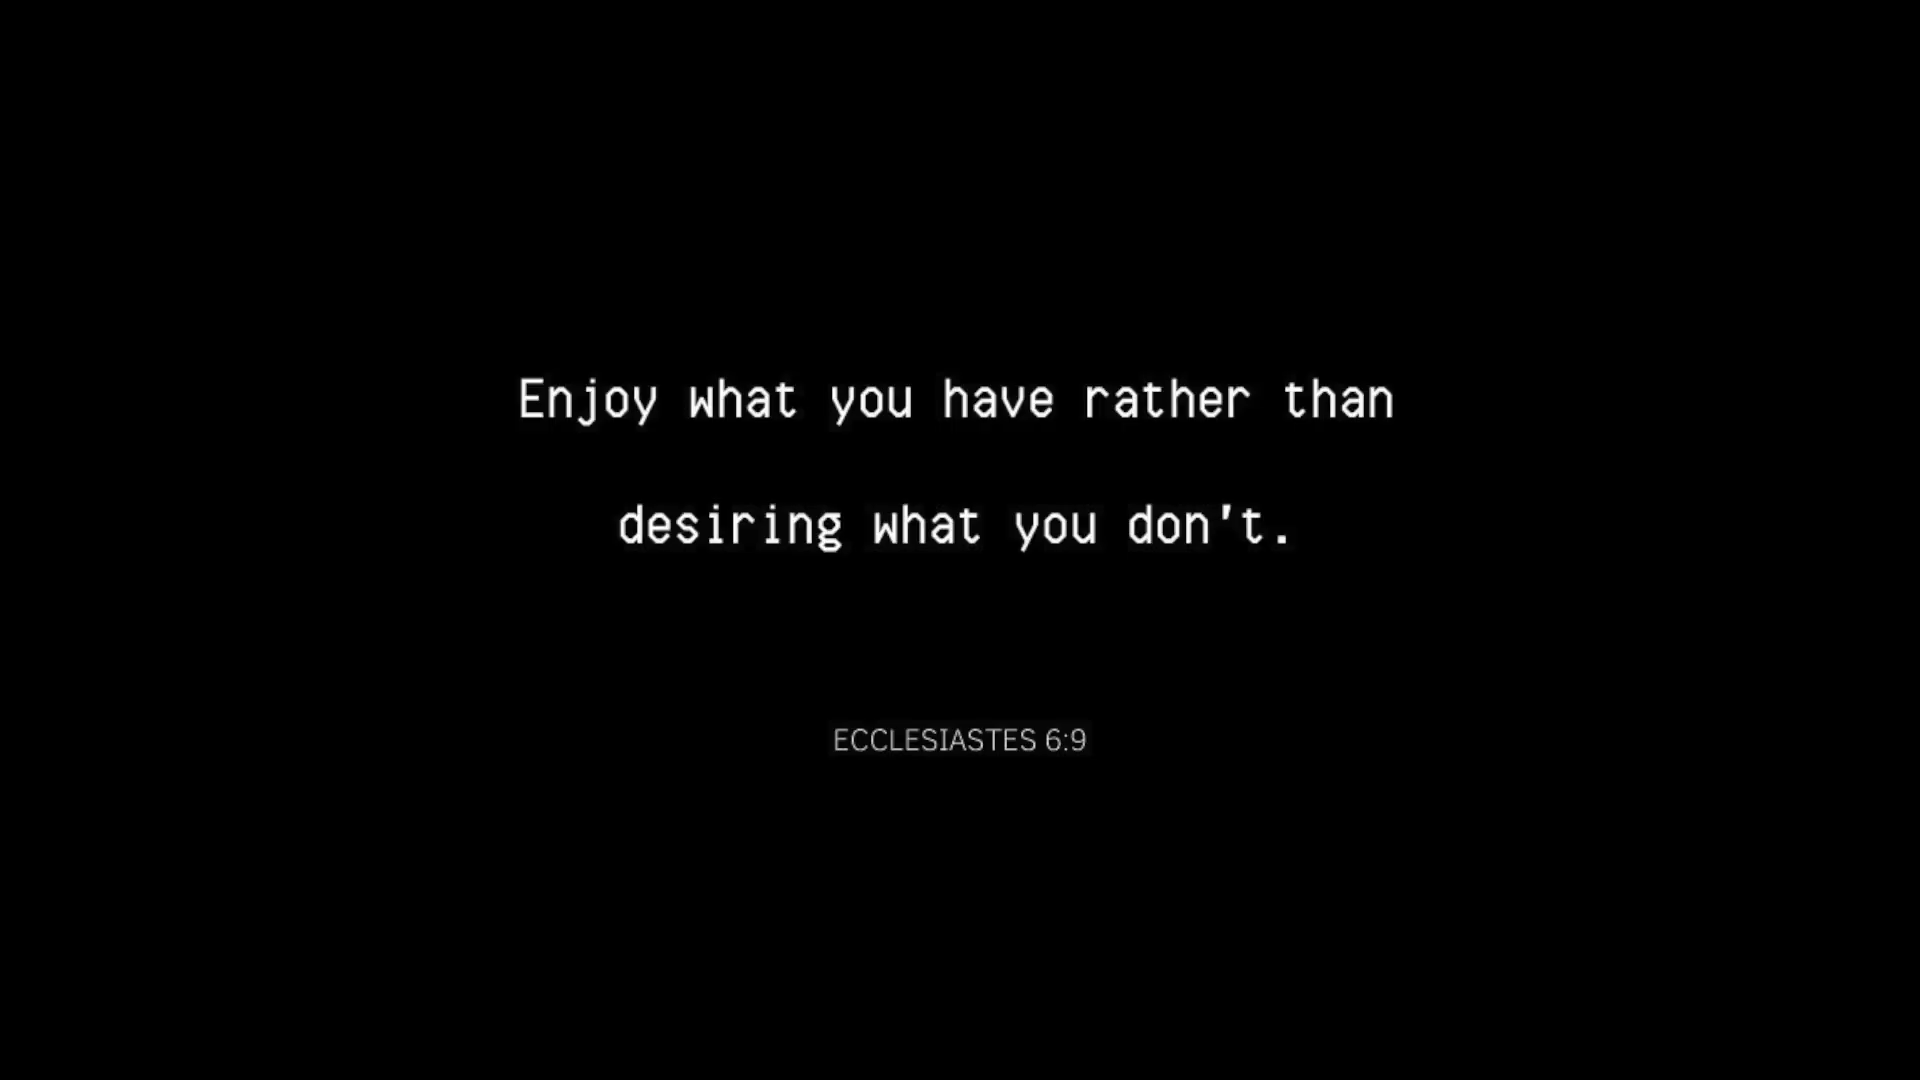 Enjoy what you have rather than
desiring what you don't.
ECCLESIASTES 6:9